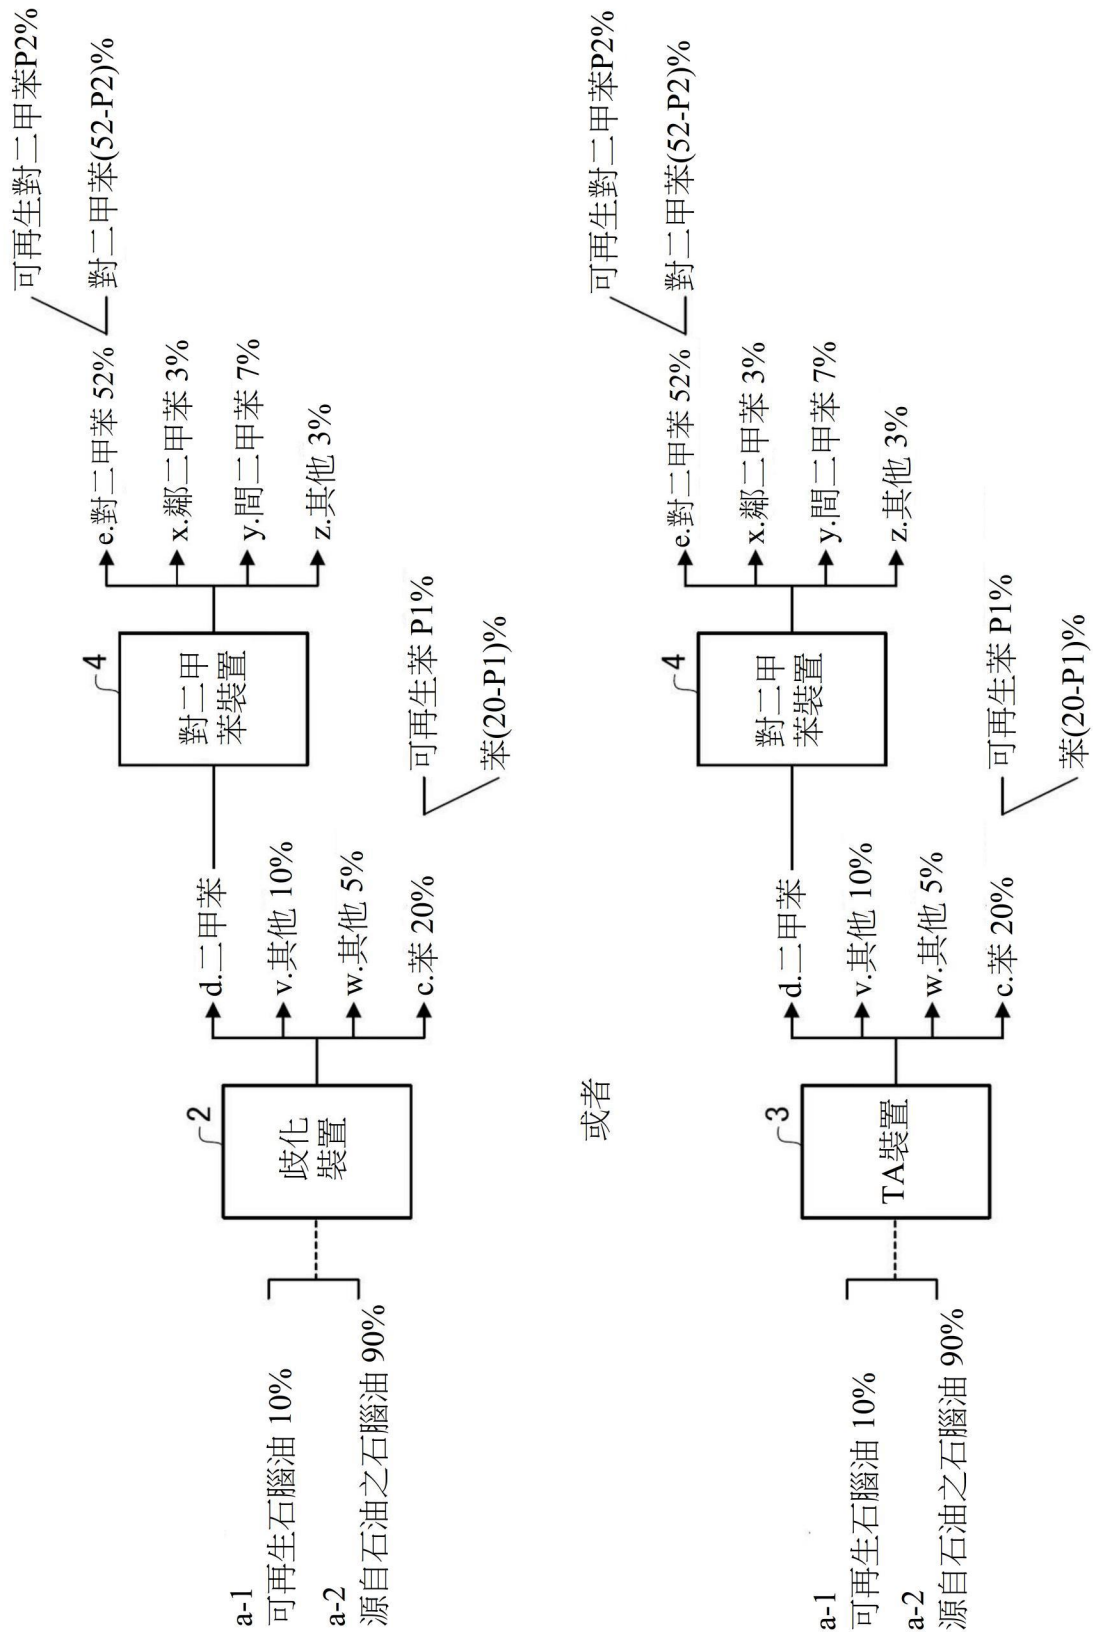 a-1
可再生石腦油 10%
a-2
源自石油之石腦油 90%
2
歧化
裝置
d.二甲苯
v.其他 10%
w.其他 5%
c.苯 20%
可再生苯 P1%
苯(20-P1)%
4
對二甲
苯裝置
e.對二甲苯 52%
x.鄰二甲苯 3%
y.間二甲苯 7%
z.其他 3%
可再生對二甲苯P2%
對二甲苯(52-P2)%
或者
a-1
可再生石腦油 10%
a-2
源自石油之石腦油 90%
3
TA裝置
d.二甲苯
v.其他 10%
w.其他 5%
c.苯 20%
可再生苯 P1%
苯(20-P1)%
4
對二甲
苯裝置
e.對二甲苯 52%
x.鄰二甲苯 3%
y.間二甲苯 7%
z.其他 3%
可再生對二甲苯P2%
對二甲苯(52-P2)%